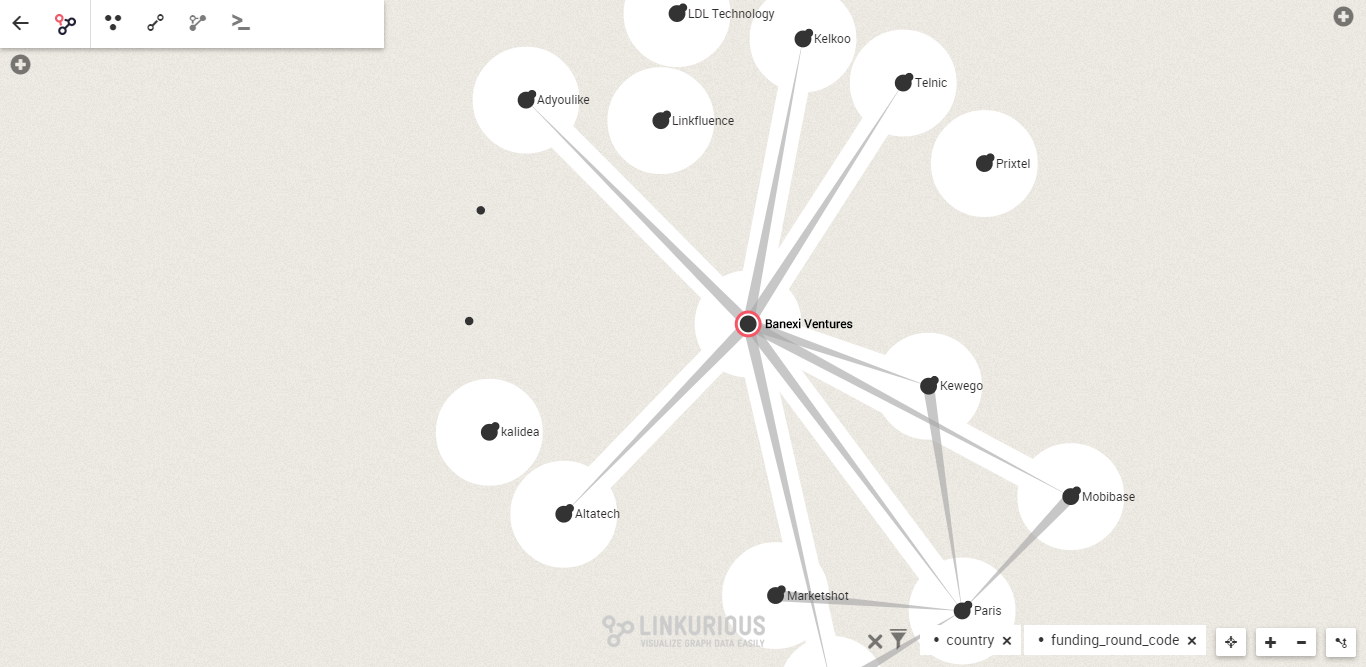 LDL Technology
Kelkoo
Telnic
Adyoulike
Linkfluence
Prixtel
Banexi Ventures
Kewego
kalidea
Mobibase
Altatech
Marketshot
Paris
LINKURIOUS
VISUALIZE GRAPH DATA EASILY
• country ×
• funding_round_code ×